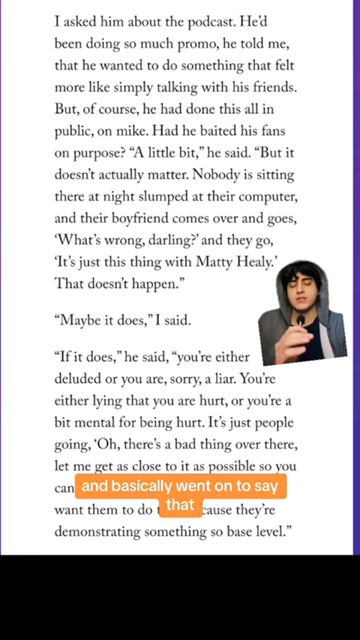 I asked him about the podcast. He'd
been doing so much promo, he told me,
that he wanted to do something that felt
more like simply talking with his friends.
But, of course, he had done this all in
public, on mike. Had he baited his fans
on purpose? “A little bit,” he said. “But it
doesn't actually matter. Nobody is sitting
there at night slumped at their computer,
and their boyfriend comes over and goes,
‘What's wrong, darling?’ and they go,
‘It's just this thing with Matty Healy.’
That doesn't happen.”
“Maybe it does,” I said.
“If it does,” he said, “you're either
deluded or you are, sorry, a liar. You're
either lying that you are hurt, or you're a
bit mental for being hurt. It's just people
going, ‘Oh, there's a bad thing over there,
let me get as close to it as possible so you
and basically went on to say
that
want them to do cause they're
demonstrating something so base level.”